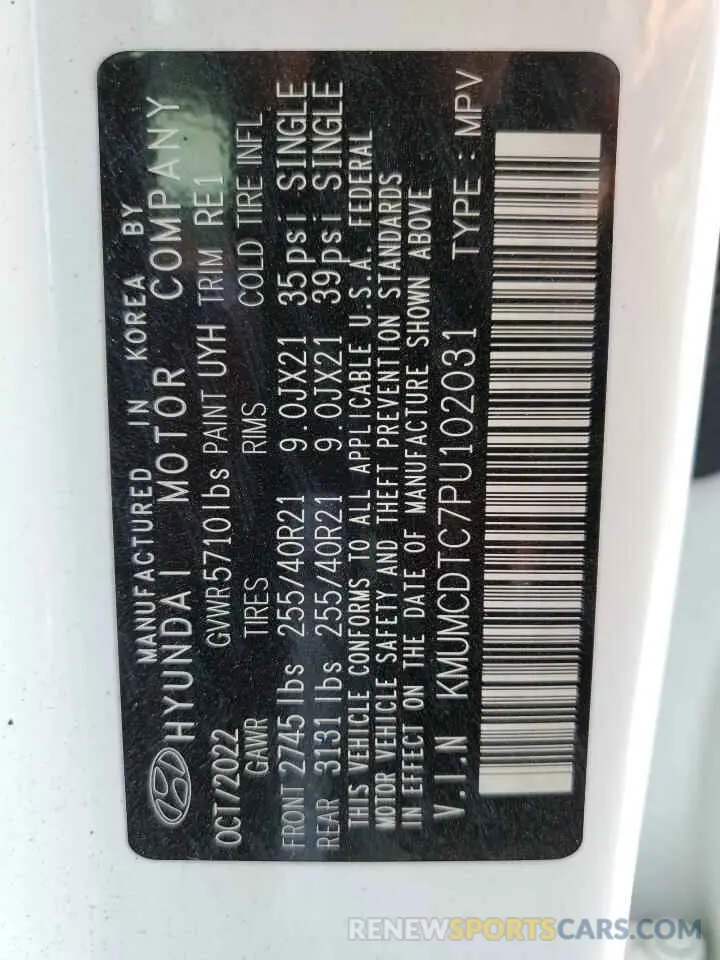 MANUFACTURED IN KOREA BY
HYUNDAI MOTOR COMPANY
OCT/2022 GVWR5710lbs PAINT UYH TRIM RE1
GAWR TIRES RIMS COLD TIRE INFL
FRONT 2745lbs 255/40R21 9.0JX21 35psi SINGLE
REAR 3131lbs 255/40R21 9.0JX21 39psi SINGLE
THIS VEHICLE CONFORMS TO ALL APPLICABLE U.S.A. FEDERAL
MOTOR VEHICLE SAFETY AND THEFT PREVENTION STANDARDS
IN EFFECT ON THE DATE OF MANUFACTURE SHOWN ABOVE
V.I.N KMUMCDTC7PU102031 TYPE : MPV
RENEWSPORTSCARS.COM